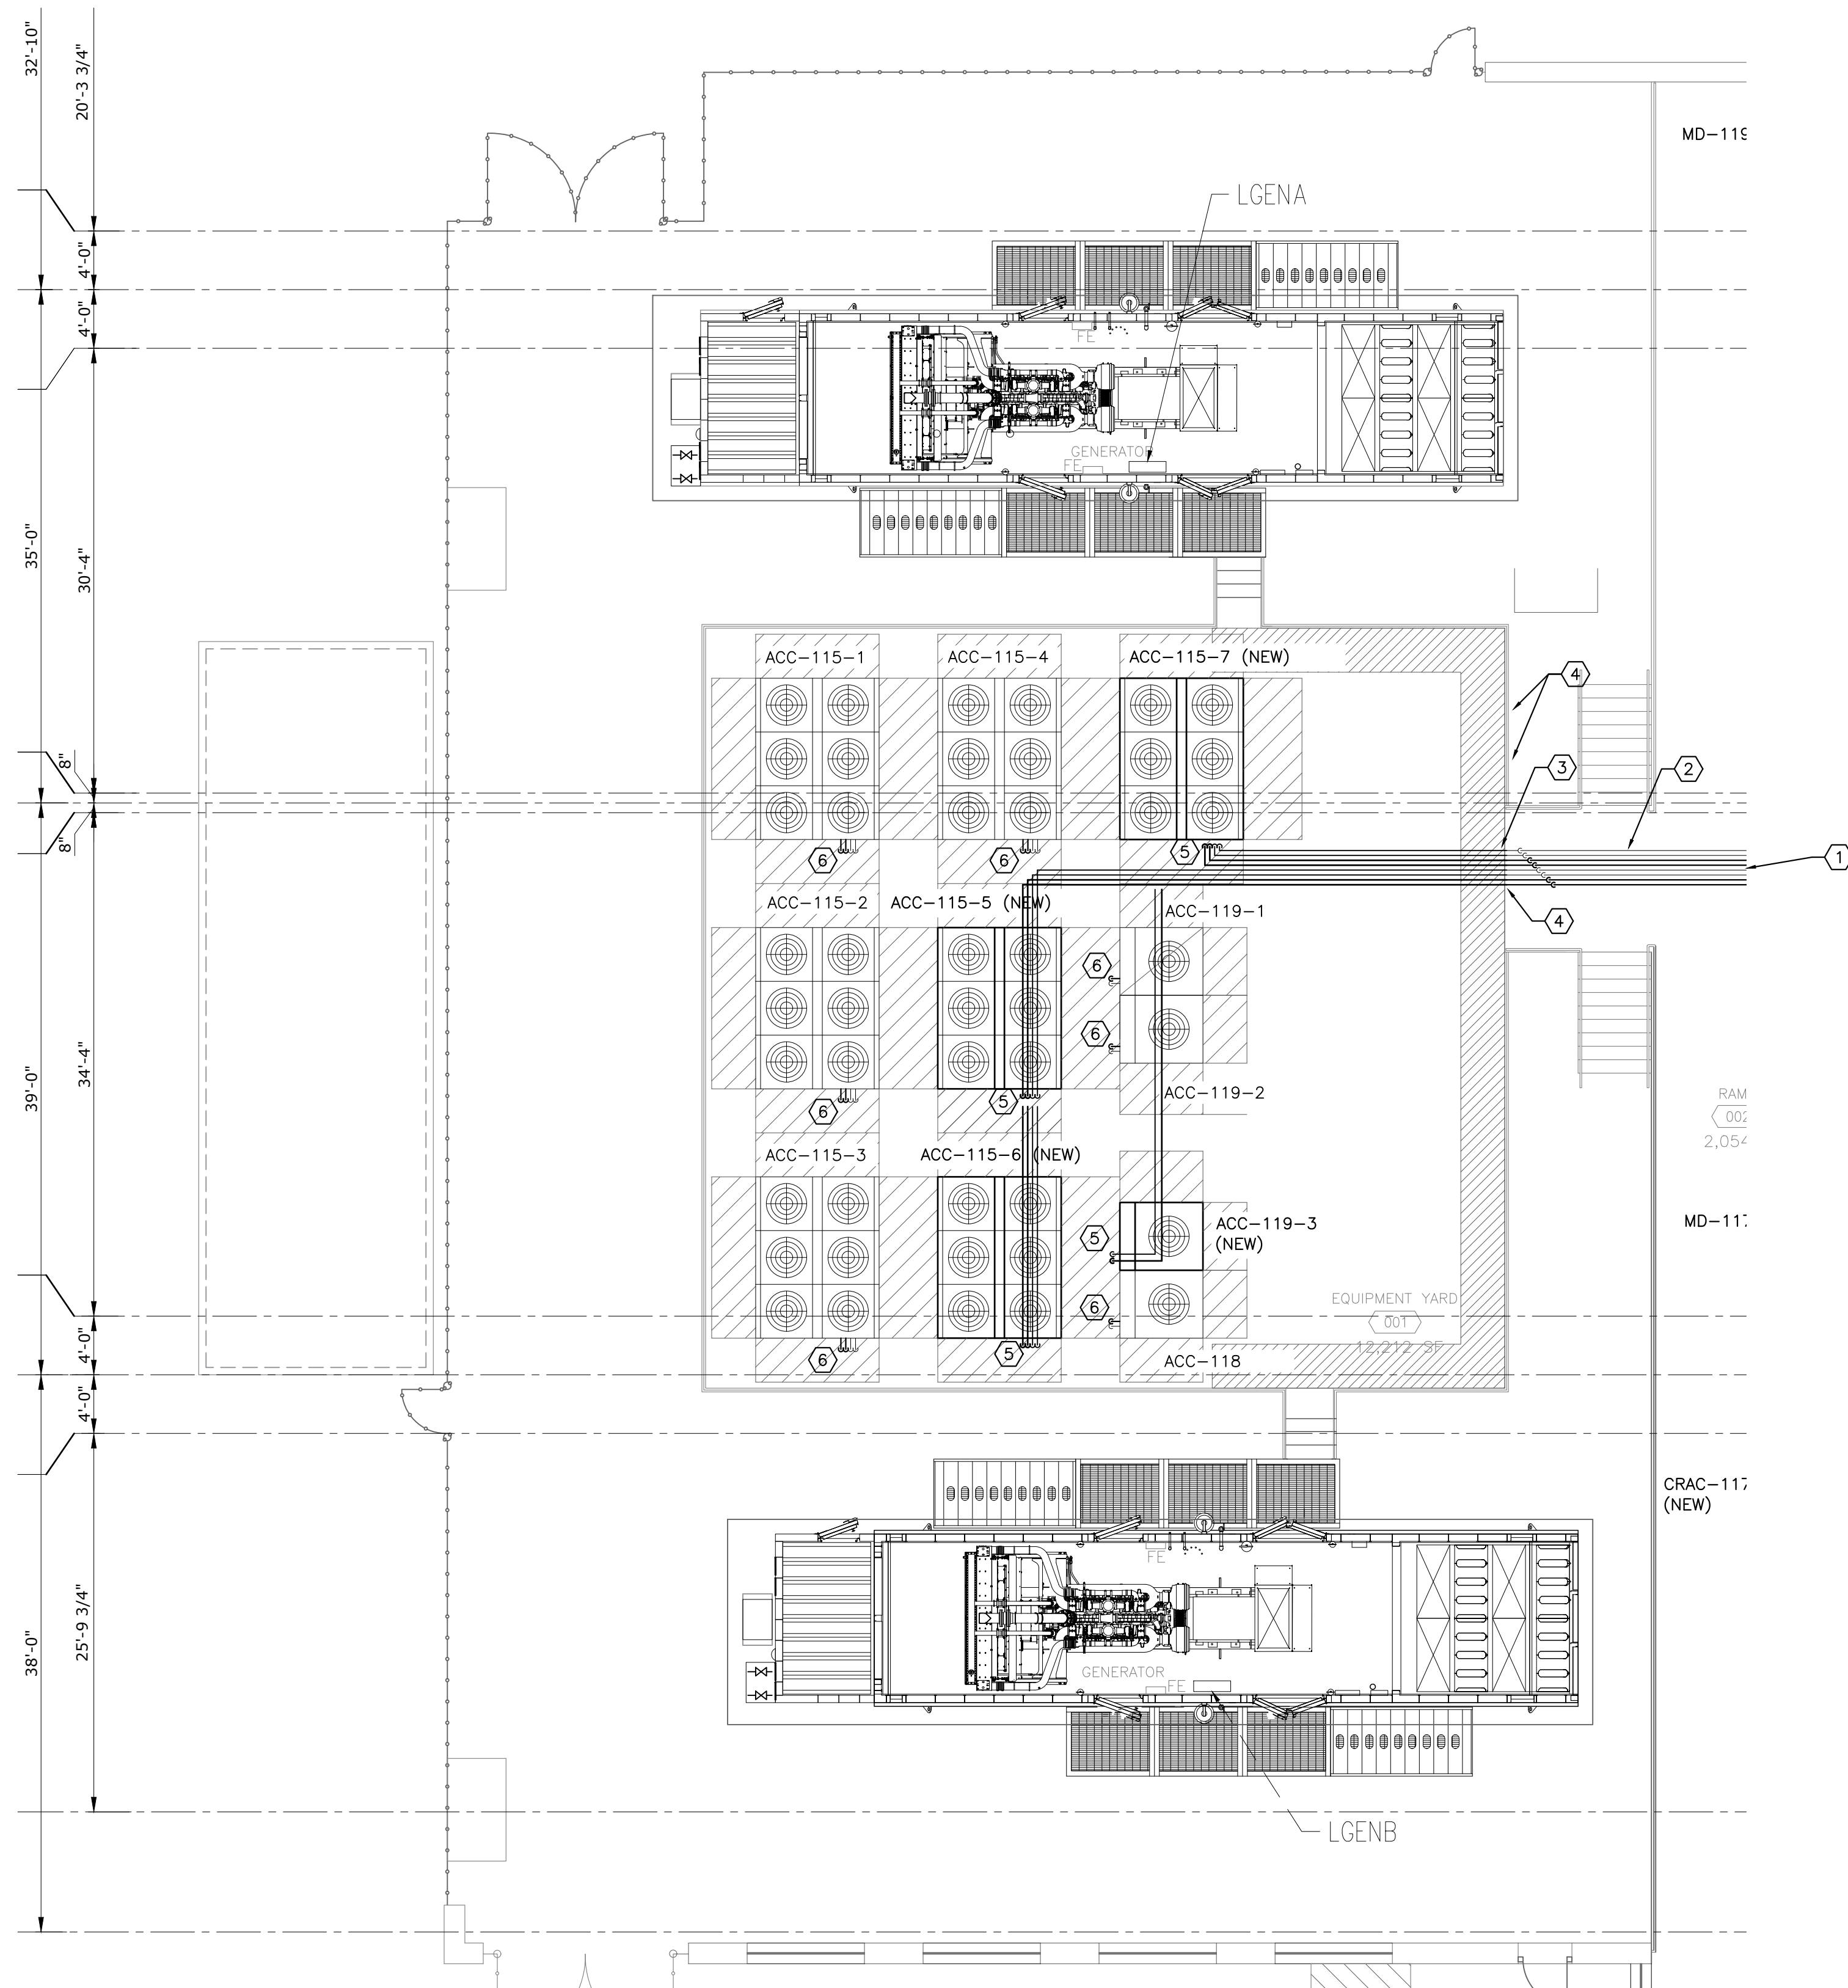 32'-10"
20'-3 3/4"
MD-119
LGENA
4'-0"
4'-0"
FE
GENERATOR
FE
35'-0"
30'-4"
ACC-115-1
ACC-115-4
ACC-115-7 (NEW)
4
8"
3
2
8"
6
6
5
1
ACC-115-2
ACC-115-5 (NEW)
ACC-119-1
4
6
6
39'-0"
34'-4"
6
5
ACC-119-2
RAM
002
2,054
ACC-115-3
ACC-115-6 (NEW)
ACC-119-3
(NEW)
MD-117
5
EQUIPMENT YARD
001
12,212 SF
6
4'-0"
6
5
ACC-118
4'-0"
CRAC-117
(NEW)
FE
38'-0"
25'-9 3/4"
GENERATOR
FE
LGENB